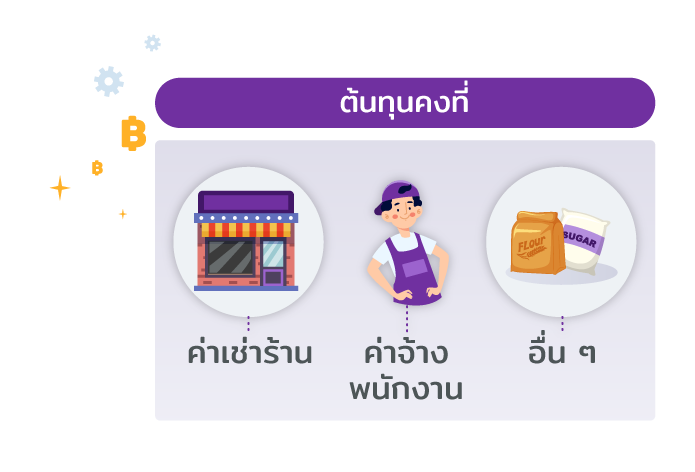 ต้นทุนคงที่
FLOUR
SUGAR
ค่าเช่าร้าน
ค่าจ้าง
พนักงาน
อื่น ๆ